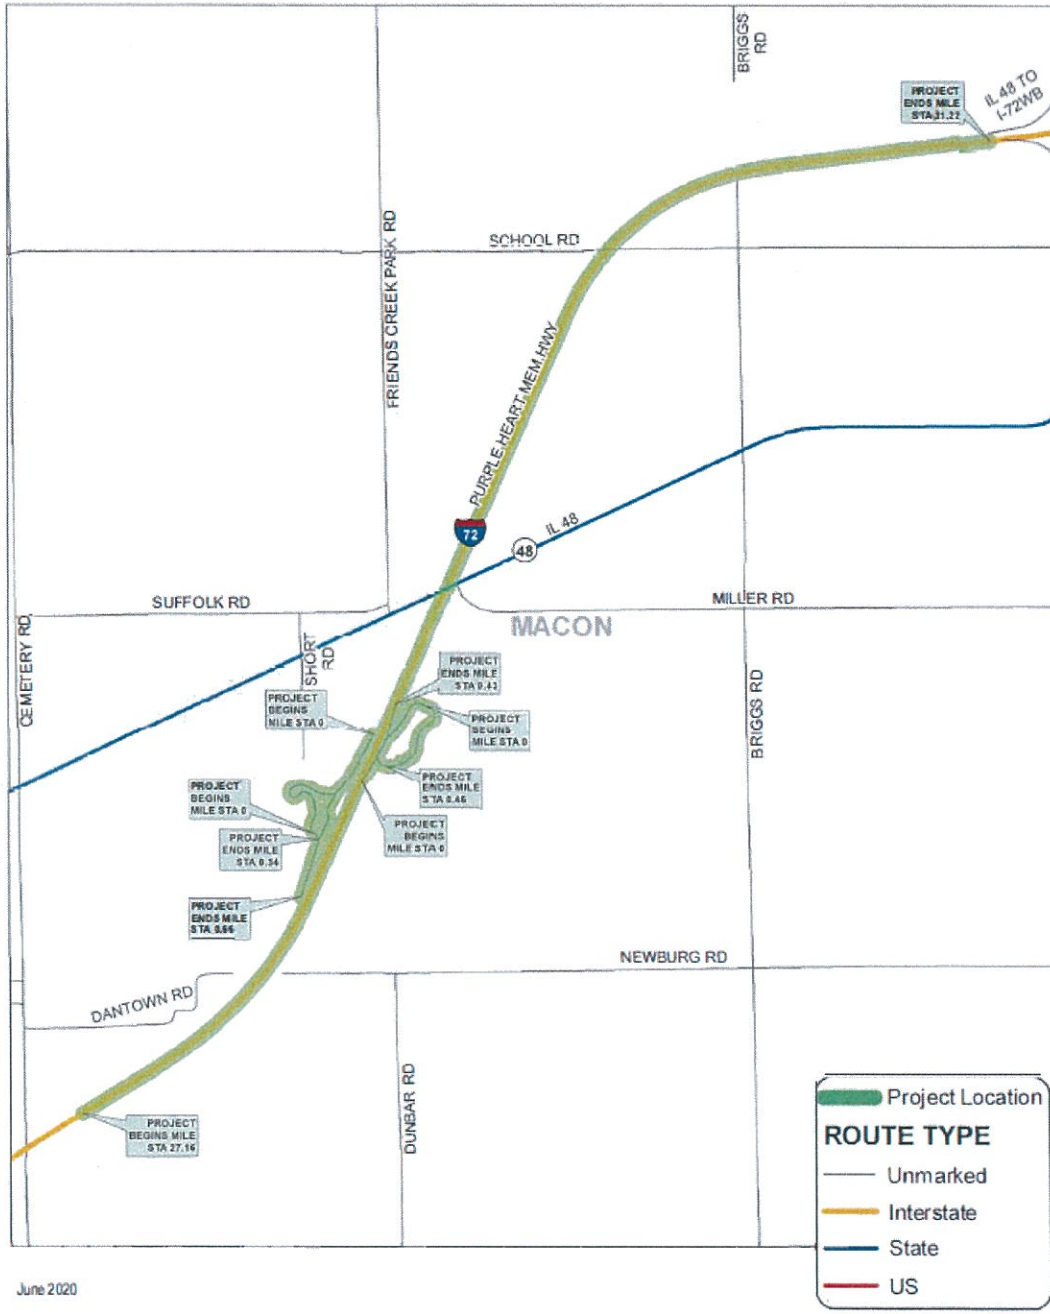 BRIGGS
RD
PROJECT
ENDS MILE
STA 31.22
IL 48 TO
I-72WB
FRIENDS CREEK PARK RD
SCHOOL RD
PURPLE HEART MEM HWY
72
48
IL 48
SUFFOLK RD
MILLER RD
MACON
CEMETERY RD
SHORT
RD
BRIGGS RD
PROJECT
ENDS MILE
STA 0.43
PROJECT
BEGINS
MILE STA 0
PROJECT
BEGINS
MILE STA 0
PROJECT
ENDS MILE
STA 0.46
PROJECT
BEGINS
MILE STA 0
PROJECT
BEGINS
MILE STA 0
PROJECT
ENDS MILE
STA 0.34
PROJECT
ENDS MILE
STA 0.66
NEWBURG RD
DANTOWN RD
DUNBAR RD
PROJECT
BEGINS MILE
STA 27.16
Project Location
ROUTE TYPE
Unmarked
Interstate
State
US
June 2020